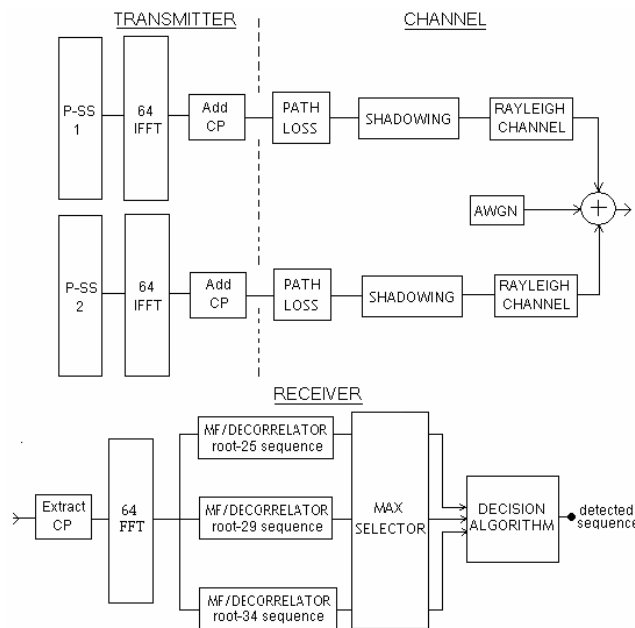 TRANSMITTER
CHANNEL
P-SS
1
64
IFFT
Add
CP
PATH
LOSS
SHADOWING
RAYLEIGH
CHANNEL
AWGN
+
P-SS
2
64
IFFT
Add
CP
PATH
LOSS
SHADOWING
RAYLEIGH
CHANNEL
RECEIVER
Extract
CP
64
FFT
MF/DECORRELATOR
root-25 sequence
MF/DECORRELATOR
root-29 sequence
MF/DECORRELATOR
root-34 sequence
MAX
SELECTOR
DECISION
ALGORITHM
detected
sequence